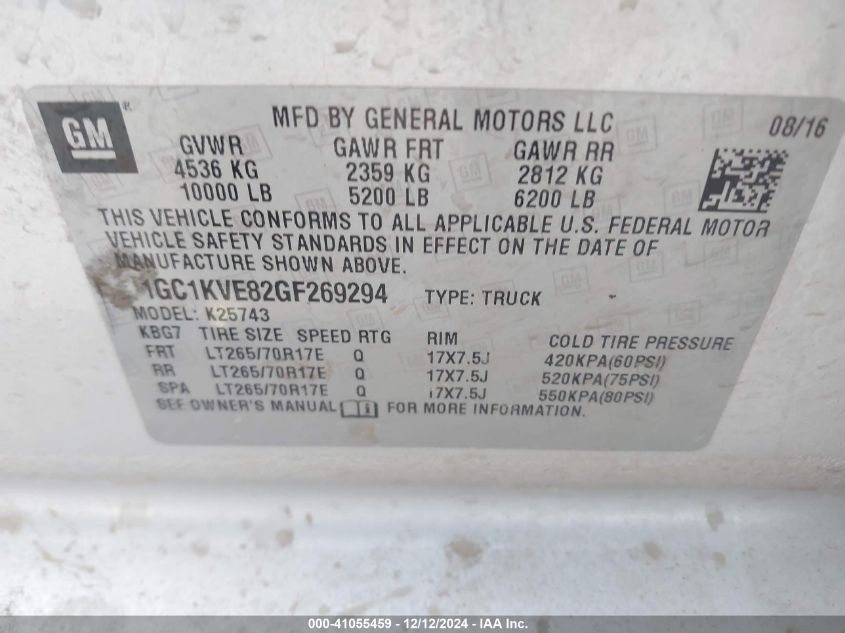 GM
®
MFD BY GENERAL MOTORS LLC
08/16
GVWR GAWR FRT GAWR RR
4536 KG 2359 KG 2812 KG
10000 LB 5200 LB 6200 LB
THIS VEHICLE CONFORMS TO ALL APPLICABLE U.S. FEDERAL MOTOR
VEHICLE SAFETY STANDARDS IN EFFECT ON THE DATE OF
MANUFACTURE SHOWN ABOVE.
1GC1KVE82GF269294 TYPE: TRUCK
MODEL: K25743
KBG7 TIRE SIZE SPEED RTG RIM COLD TIRE PRESSURE
FRT LT265/70R17E Q 17X7.5J 420KPA(60PSI)
RR LT265/70R17E Q 17X7.5J 520KPA(75PSI)
SPA LT265/70R17E Q 17X7.5J 550KPA(80PSI)
SEE OWNER'S MANUAL FOR MORE INFORMATION.
000-41055459 - 12/12/2024 - IAA Inc.